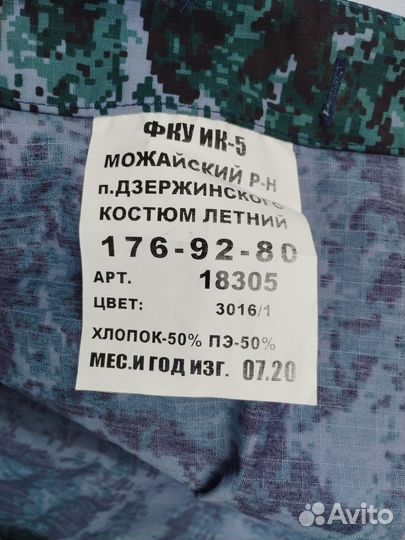 ФКУ ИК-5
МОЖАЙСКИЙ Р-Н
п.ДЗЕРЖИНСКОГО
КОСТЮМ ЛЕТНИЙ
176-92-80
АРТ. 18305
ЦВЕТ: 3016/1
ХЛОПОК-50% ПЭ-50%
МЕС.И ГОД ИЗГ. 07.20
Avito